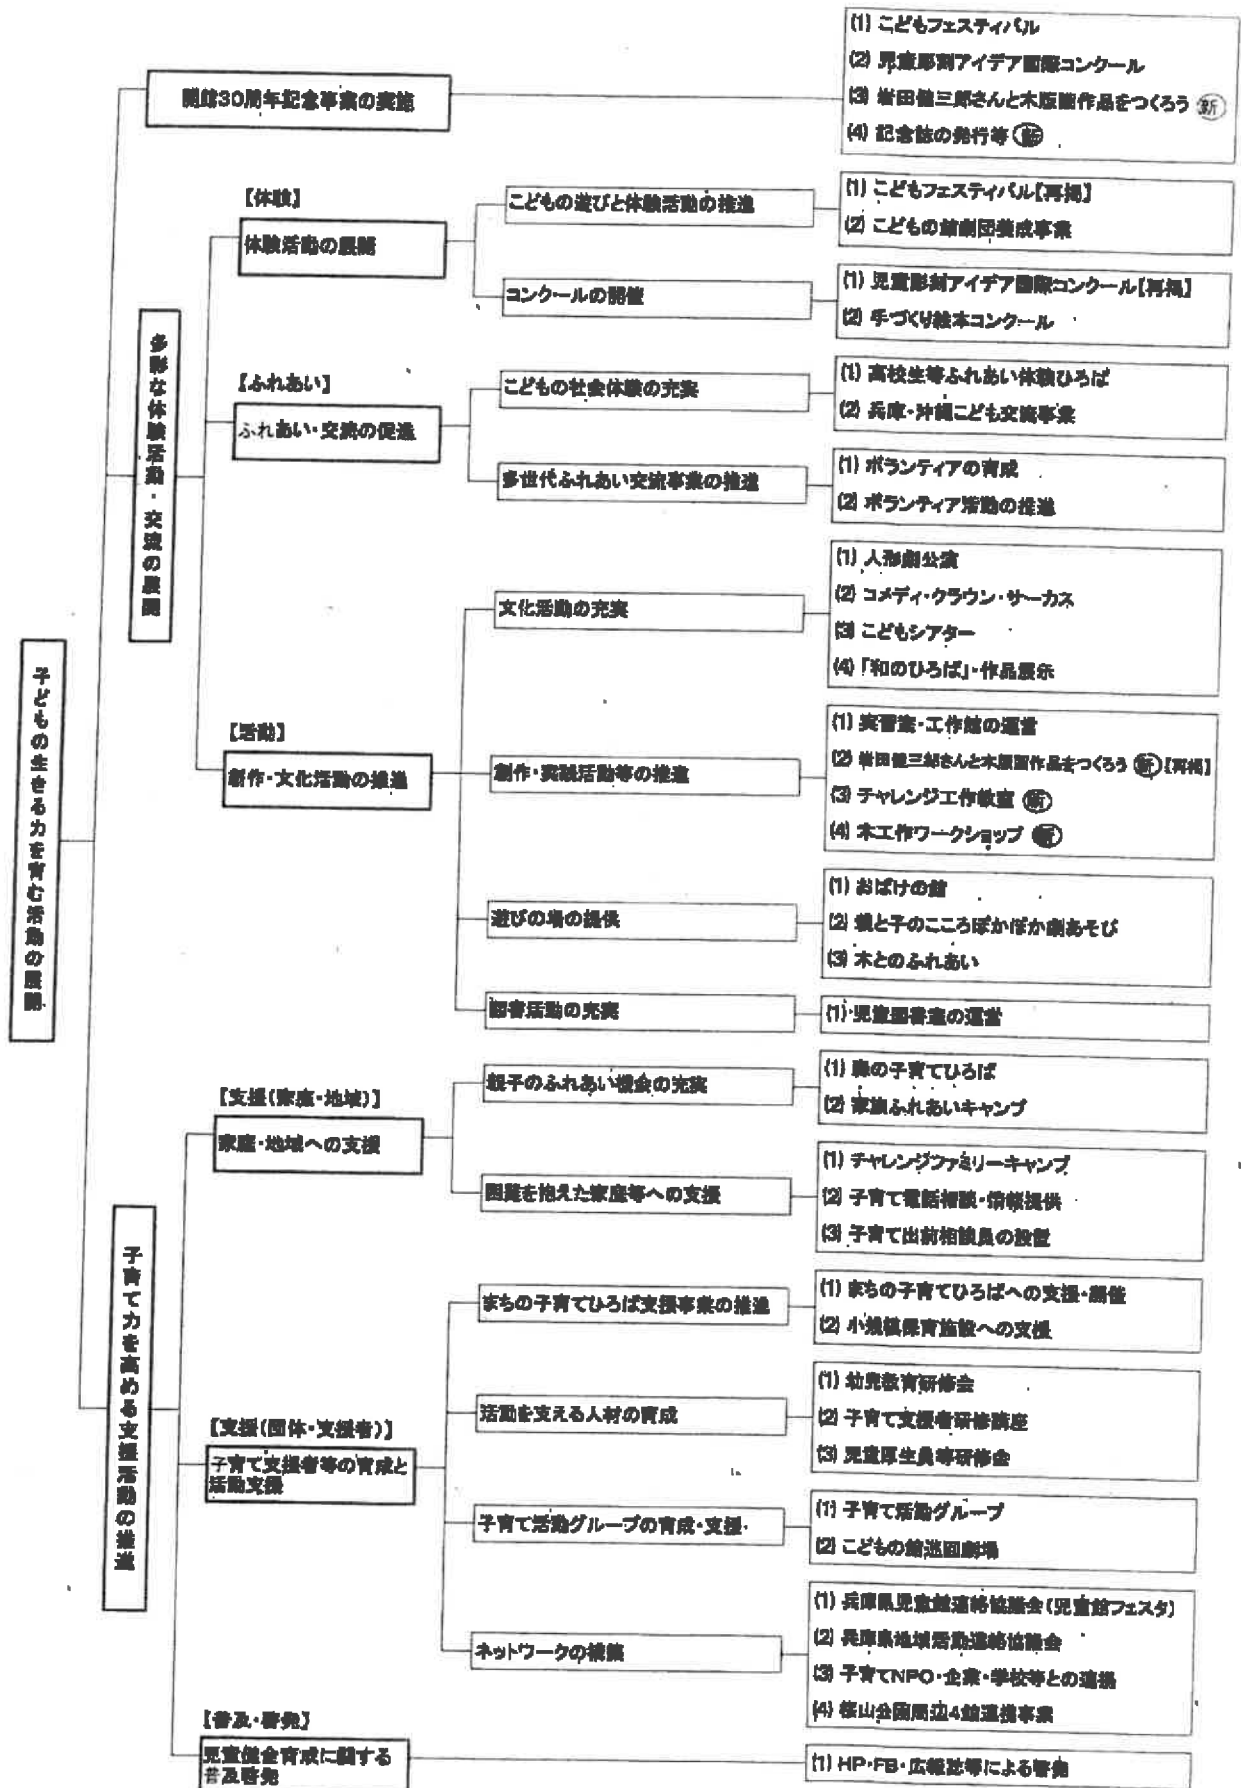 (1) こどもフェスティバル
(2) 児童彫刻アイデア国際コンクール
開館30周年記念事業の実施
(3) 岩田健三郎さんと木版画作品をつくろう 新
(4) 記念誌の発行等 新
【体験】
体験活動の展開
こどもの遊びと体験活動の推進
(1) こどもフェスティバル【再掲】
(2) こどもの館劇団養成事業
コンクールの開催
(1) 児童彫刻アイデア国際コンクール【再掲】
(2) 手づくり絵本コンクール
多彩な体験活動・交流の展開
【ふれあい】
ふれあい・交流の促進
こどもの社会体験の充実
(1) 高校生等ふれあい体験ひろば
(2) 兵庫・沖縄こども交流事業
多世代ふれあい交流事業の推進
(1) ボランティアの育成
(2) ボランティア活動の推進
文化活動の充実
(1) 人形劇公演
(2) コメディ・クラウン・サーカス
(3) こどもシアター
(4) 「和のひろば」・作品展示
子どもの生きる力を育む活動の展開
【活動】
創作・文化活動の推進
創作・実践活動等の推進
(1) 実習室・工作館の運営
(2) 岩田健三郎さんと木版画作品をつくろう 新【再掲】
(3) チャレンジ工作教室 新
(4) 木工作ワークショップ 新
遊びの場の提供
(1) おばけの館
(2) 親と子のこころぽかぽか劇あそび
(3) 木とのふれあい
読書活動の充実
(1) 児童図書室の運営
【支援(家庭・地域)】
家庭・地域への支援
親子のふれあい機会の充実
(1) 森の子育てひろば
(2) 家族ふれあいキャンプ
困難を抱えた家庭等への支援
(1) チャレンジファミリーキャンプ
(2) 子育て電話相談・情報提供
(3) 子育て出前相談員の設置
子育て力を高める支援活動の推進
まちの子育てひろば支援事業の推進
(1) まちの子育てひろばへの支援・開催
(2) 小規模保育施設への支援
【支援(団体・支援者)】
子育て支援者等の育成と
活動支援
活動を支える人材の育成
(1) 幼児教育研修会
(2) 子育て支援者研修講座
(3) 児童厚生員等研修会
子育て活動グループの育成・支援
(1) 子育て活動グループ
(2) こどもの館巡回劇場
ネットワークの構築
(1) 兵庫県児童館連絡協議会(児童館フェスタ)
(2) 兵庫県地域活動連絡協議会
(3) 子育てNPO・企業・学校等との連携
(4) 桜山公園周辺4館連携事業
【普及・啓発】
児童健全育成に関する
普及啓発
(1) HP・FB・広報誌等による啓発